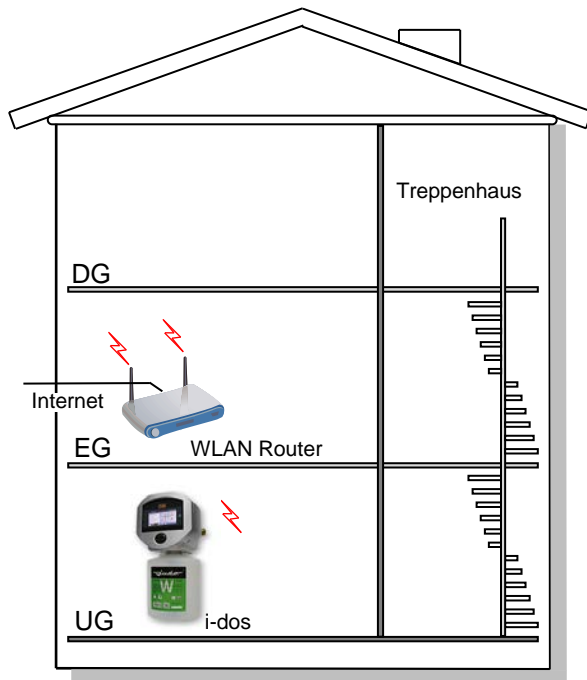 Treppenhaus
DG
Internet
EG
WLAN Router
W
UG
i-dos